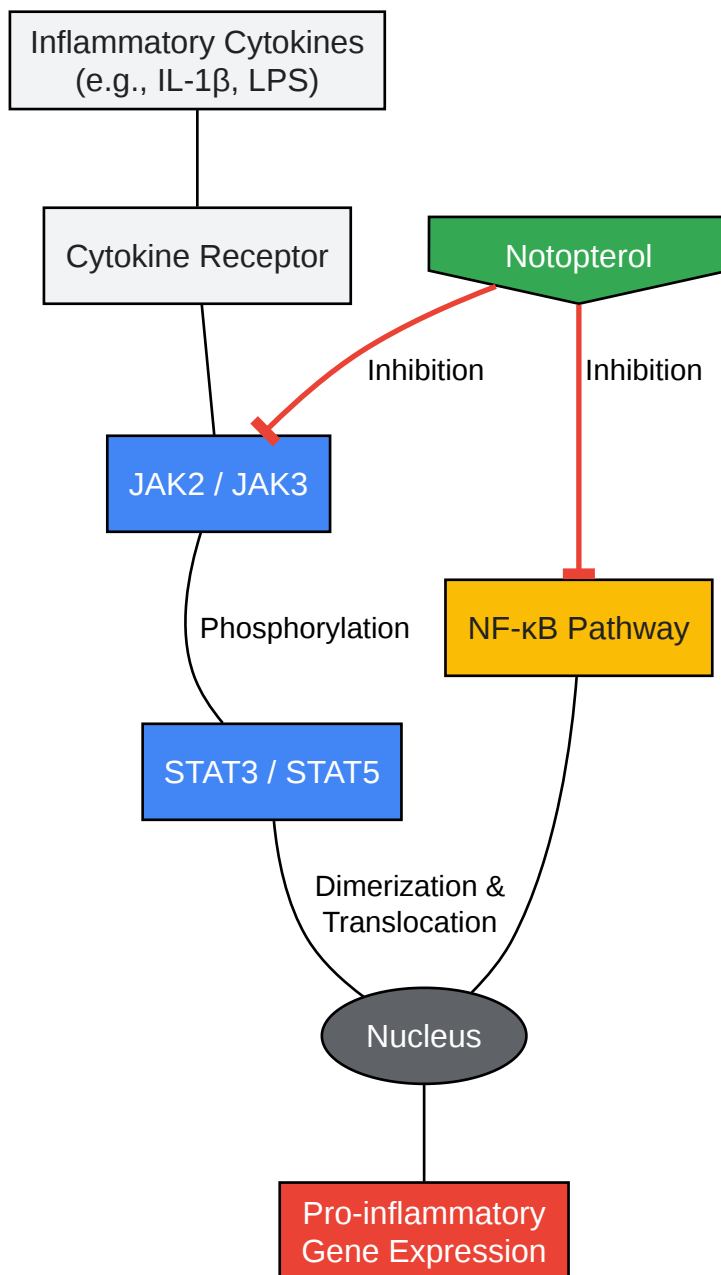 Inflammatory Cytokines
(e.g., IL-1β, LPS)
Cytokine Receptor
Notopterol
Inhibition
Inhibition
JAK2 / JAK3
Phosphorylation
NF-κB Pathway
STAT3 / STAT5
Dimerization &
Translocation
Nucleus
Pro-inflammatory
Gene Expression